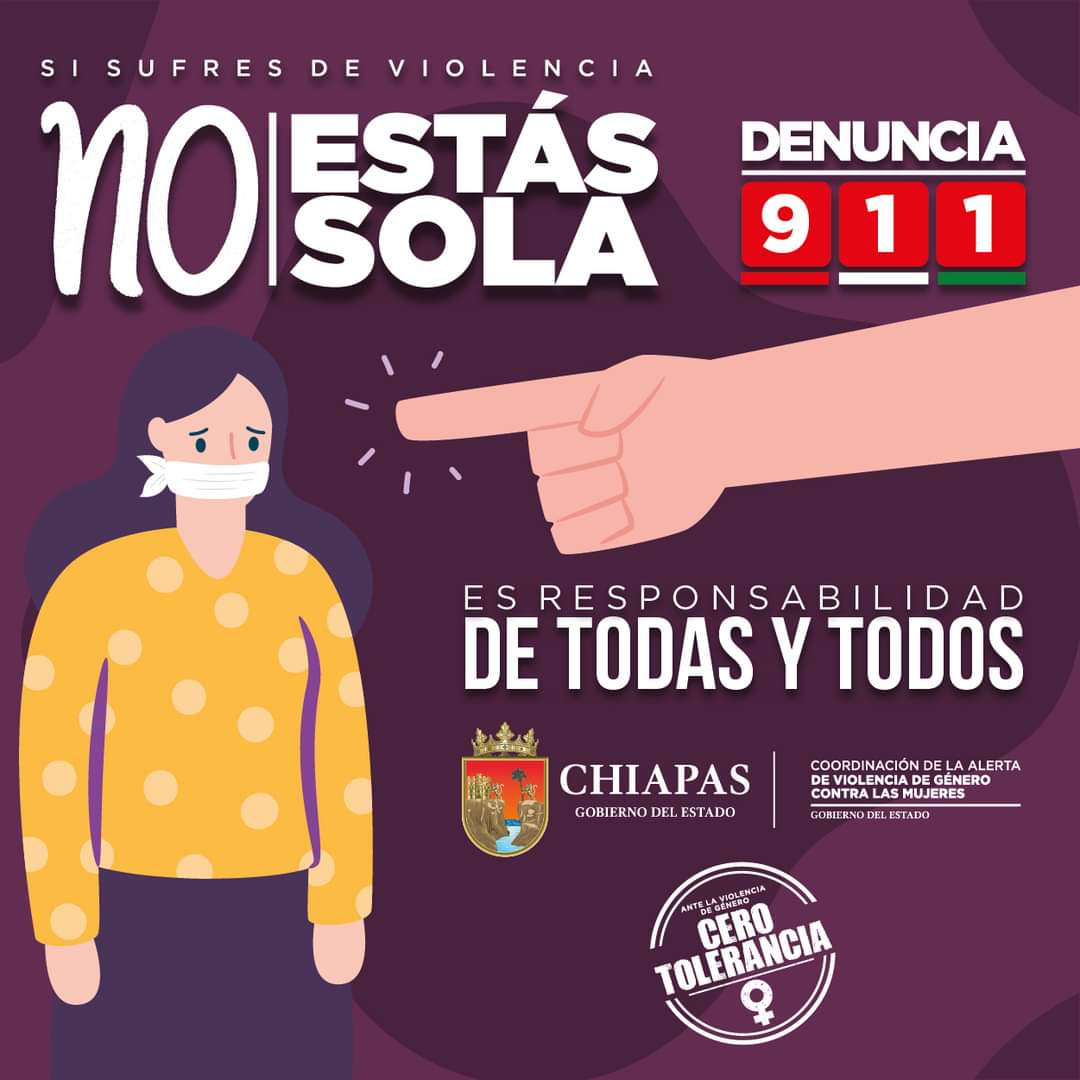 SI SUFRES DE VIOLENCIA
NO ESTÁS
SOLA
DENUNCIA
911
ES RESPONSABILIDAD
DE TODAS Y TODOS
CHIAPAS
GOBIERNO DEL ESTADO
COORDINACIÓN DE LA ALERTA
DE VIOLENCIA DE GÉNERO
CONTRA LAS MUJERES
GOBIERNO DEL ESTADO
ANTE LA VIOLENCIA
DE GÉNERO
CERO
TOLERANCIA